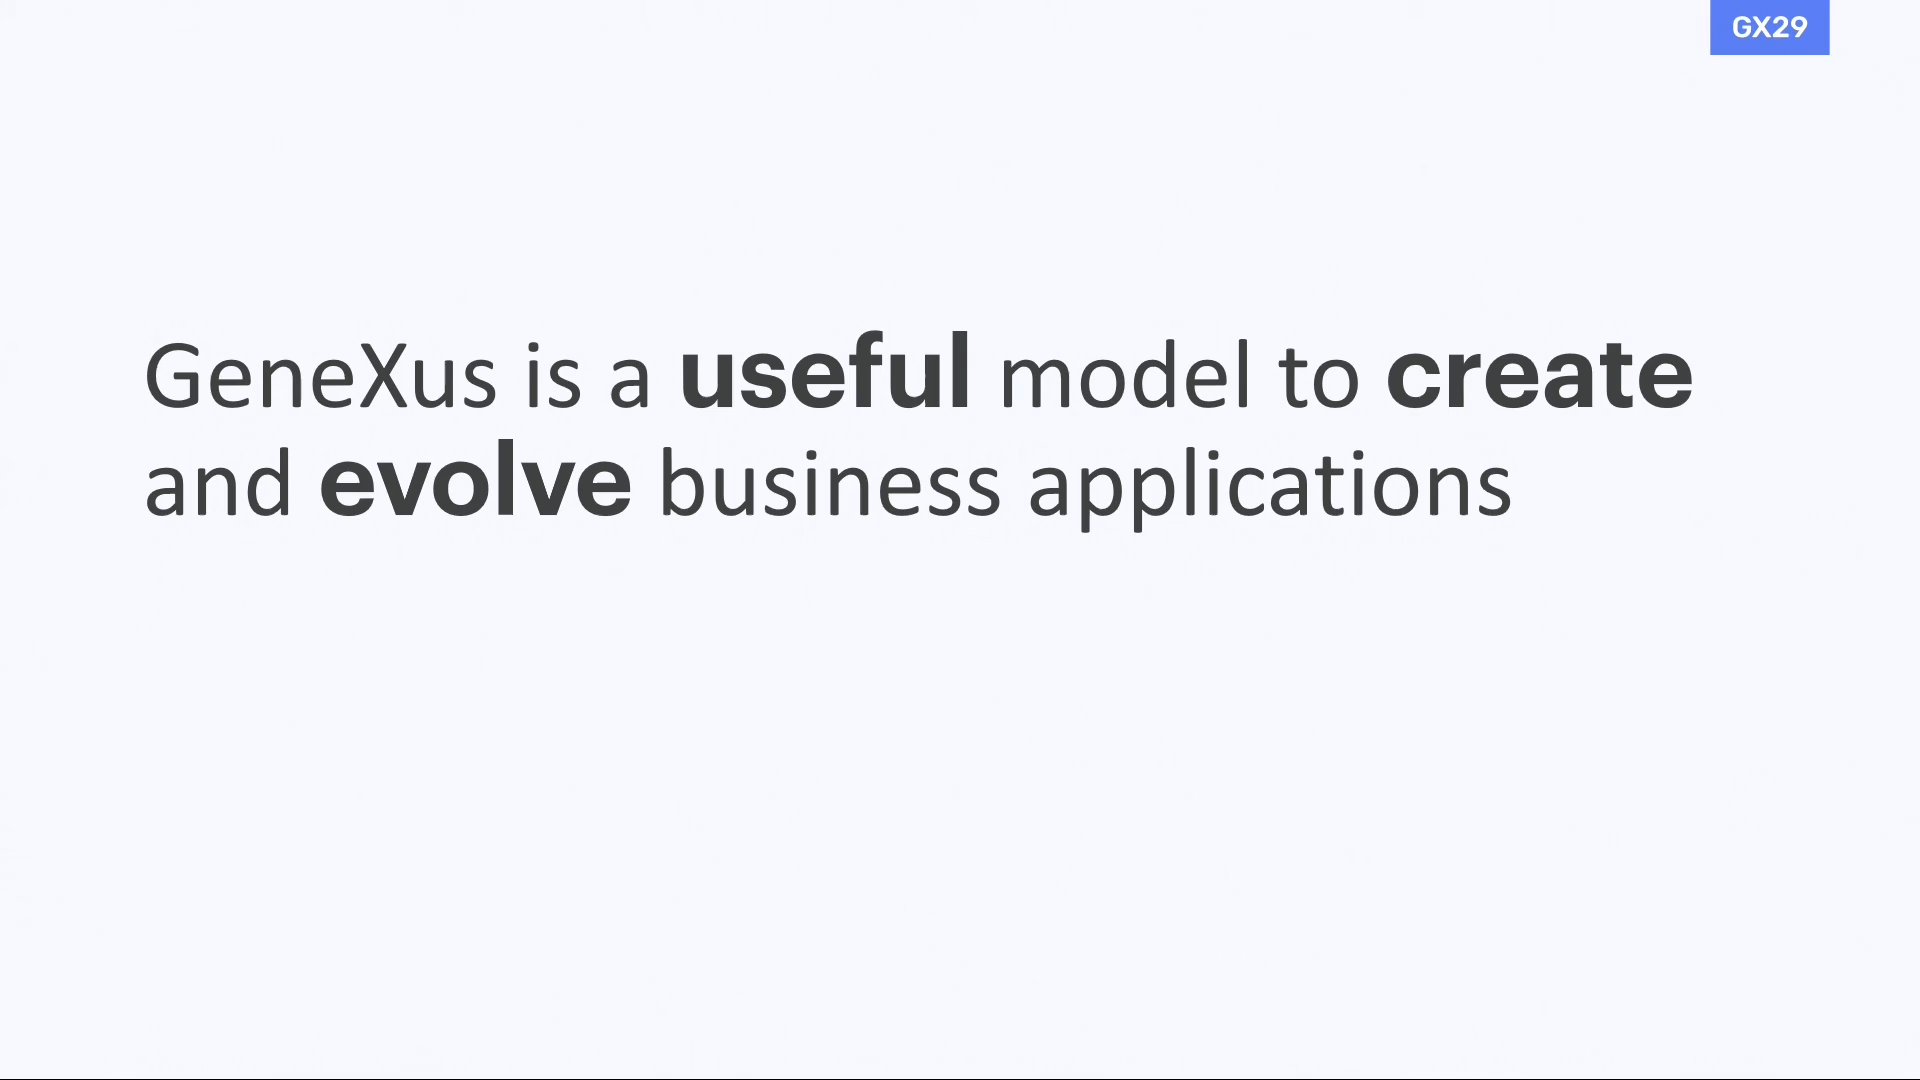 GX29
GeneXus is a useful model to create
and evolve business applications